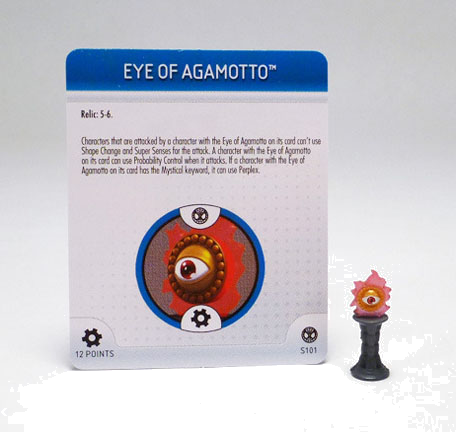 EYE OF AGAMOTTO™
Relic: 5-6.
Characters that are attacked by a character with the Eye of Agamotto on its card can't use
Shape Change and Super Senses for the attack. A character with the Eye of Agamotto
on its card can use Probability Control when it attacks. If a character with the Eye of
Agamotto on its card has the Mystical keyword, it can use Perplex.
12 POINTS
S101